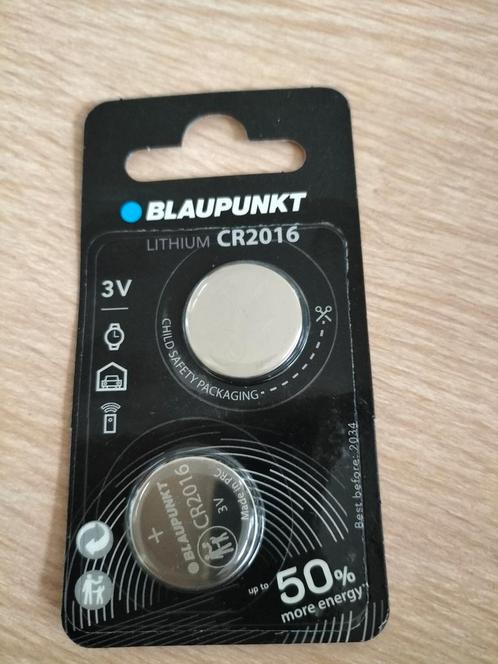 BLAUPUNKT
LITHIUM CR2016
3V
CHILD SAFETY PACKAGING
Best before: 2034
Made in PRC
3V
CR2016
BLAUPUNKT
+
up to 50%
more energy**